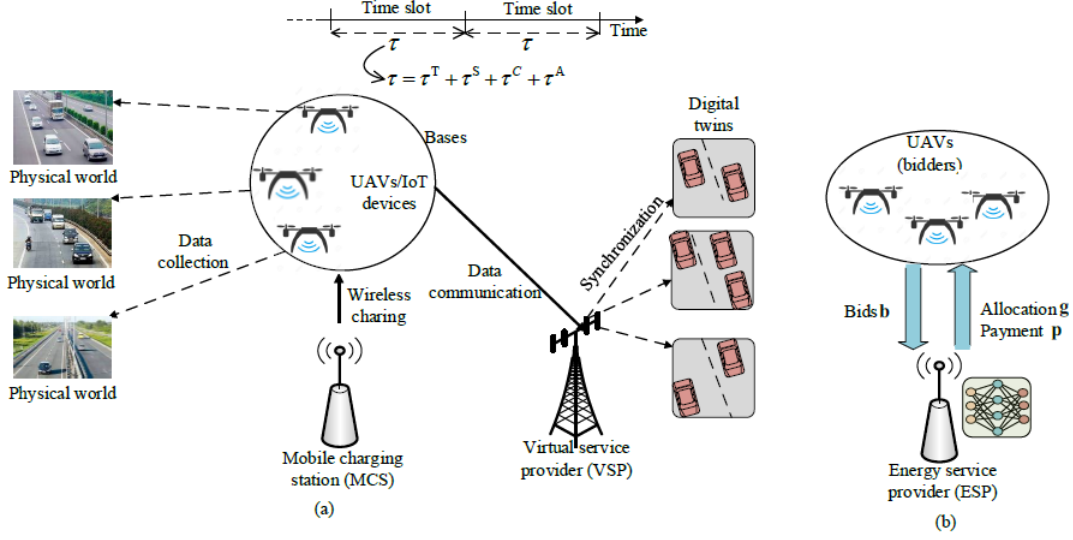 Time slot
Time slot
Time
τ
τ
τ = τ^T + τ^S + τ^C + τ^A
Physical world
Physical world
Physical world
Data
collection
Bases
UAVs/IoT
devices
Wireless
charing
Mobile charging
station (MCS)
(a)
Data
communication
Synchronization
Virtual service
provider (VSP)
Digital
twins
UAVs
(bidders)
Bids b
Allocation g
Payment p
Energy service
provider (ESP)
(b)